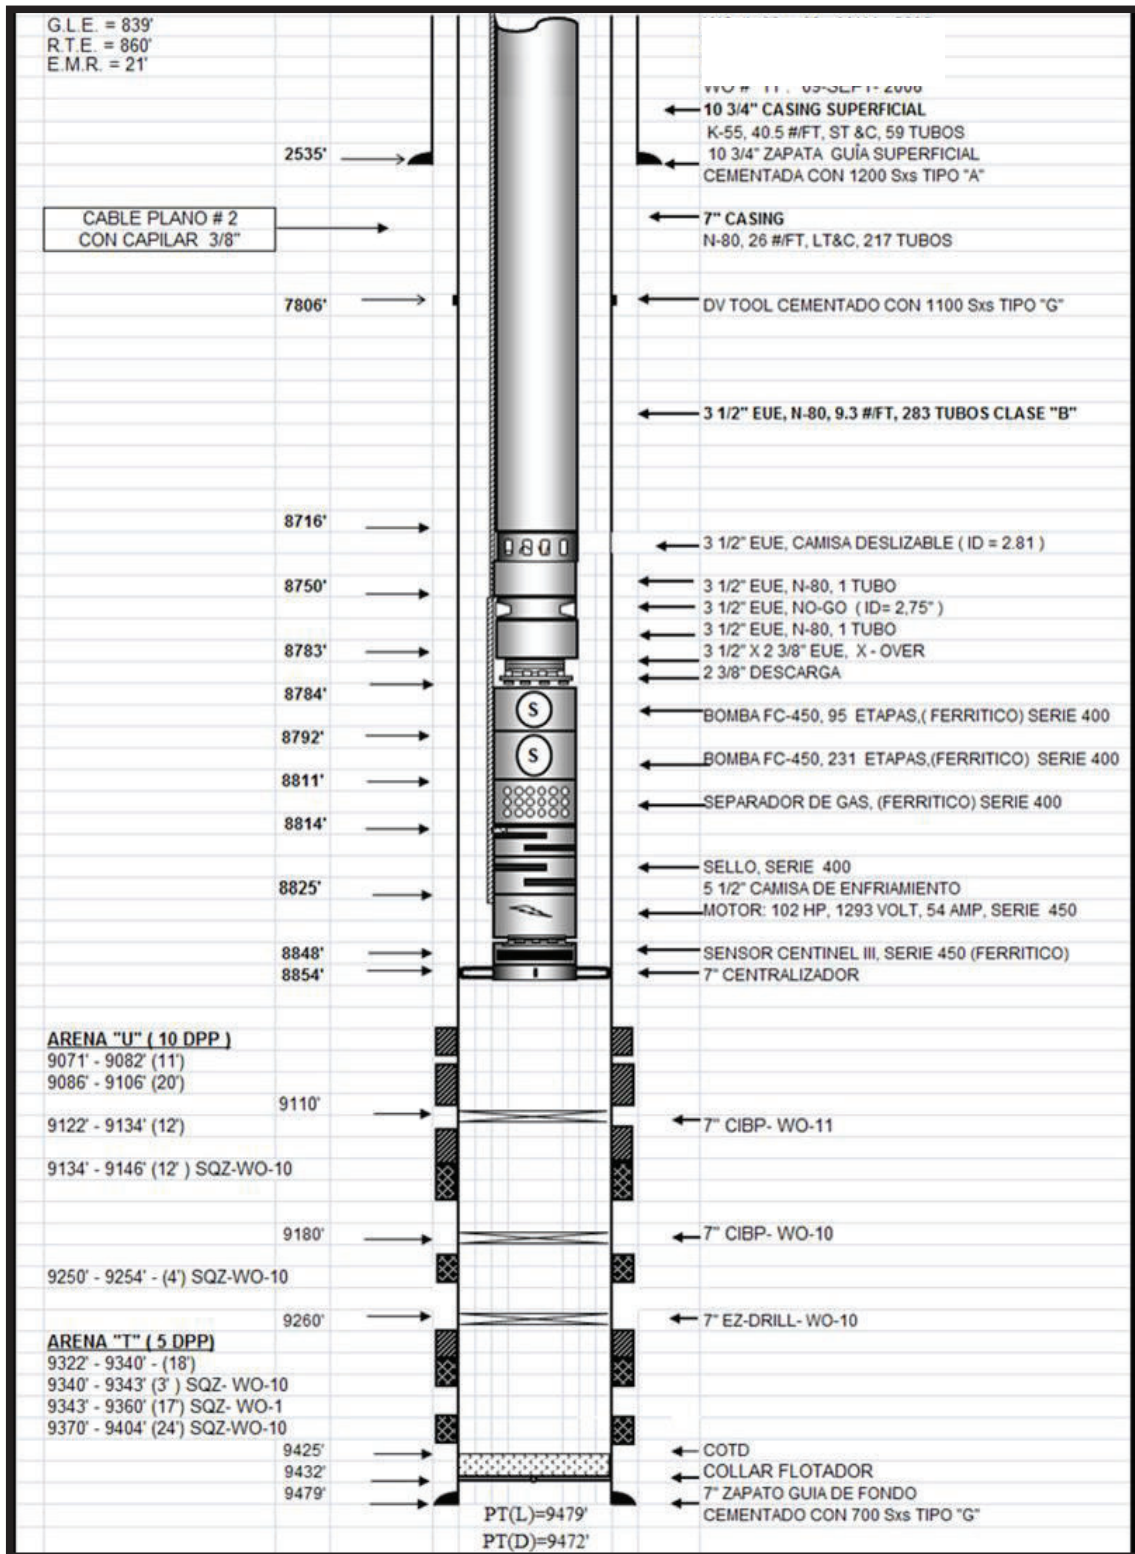 G.L.E. = 839'
R.T.E. = 860'
E.M.R. = 21'
WO # 11 : 09-SEPT- 2006
10 3/4" CASING SUPERFICIAL
K-55, 40.5 #/FT, ST &C, 59 TUBOS
2535'
10 3/4" ZAPATA GUÍA SUPERFICIAL
CEMENTADA CON 1200 Sxs TIPO "A"
CABLE PLANO # 2
CON CAPILAR 3/8"
7" CASING
N-80, 26 #/FT, LT&C, 217 TUBOS
7806'
DV TOOL CEMENTADO CON 1100 Sxs TIPO "G"
3 1/2" EUE, N-80, 9.3 #/FT, 283 TUBOS CLASE "B"
8716'
3 1/2" EUE, CAMISA DESLIZABLE ( ID = 2.81 )
8750'
3 1/2" EUE, N-80, 1 TUBO
3 1/2" EUE, NO-GO ( ID= 2,75" )
3 1/2" EUE, N-80, 1 TUBO
8783'
3 1/2" X 2 3/8" EUE, X - OVER
2 3/8" DESCARGA
8784'
S
BOMBA FC-450, 95 ETAPAS,( FERRITICO) SERIE 400
8792'
S
BOMBA FC-450, 231 ETAPAS,(FERRITICO) SERIE 400
8811'
SEPARADOR DE GAS, (FERRITICO) SERIE 400
8814'
SELLO, SERIE 400
8825'
5 1/2" CAMISA DE ENFRIAMIENTO
MOTOR: 102 HP, 1293 VOLT, 54 AMP, SERIE 450
8848'
SENSOR CENTINEL III, SERIE 450 (FERRITICO)
8854'
7" CENTRALIZADOR
ARENA "U" ( 10 DPP )
9071' - 9082' (11')
9086' - 9106' (20')
9110'
9122' - 9134' (12')
7" CIBP- WO-11
9134' - 9146' (12' ) SQZ-WO-10
9180'
7" CIBP- WO-10
9250' - 9254' - (4') SQZ-WO-10
9260'
7" EZ-DRILL- WO-10
ARENA "T" ( 5 DPP)
9322' - 9340' - (18')
9340' - 9343' (3' ) SQZ- WO-10
9343' - 9360' (17') SQZ- WO-1
9370' - 9404' (24') SQZ-WO-10
9425'
COTD
9432'
COLLAR FLOTADOR
9479'
7" ZAPATO GUIA DE FONDO
CEMENTADO CON 700 Sxs TIPO "G"
PT(L)=9479'
PT(D)=9472'